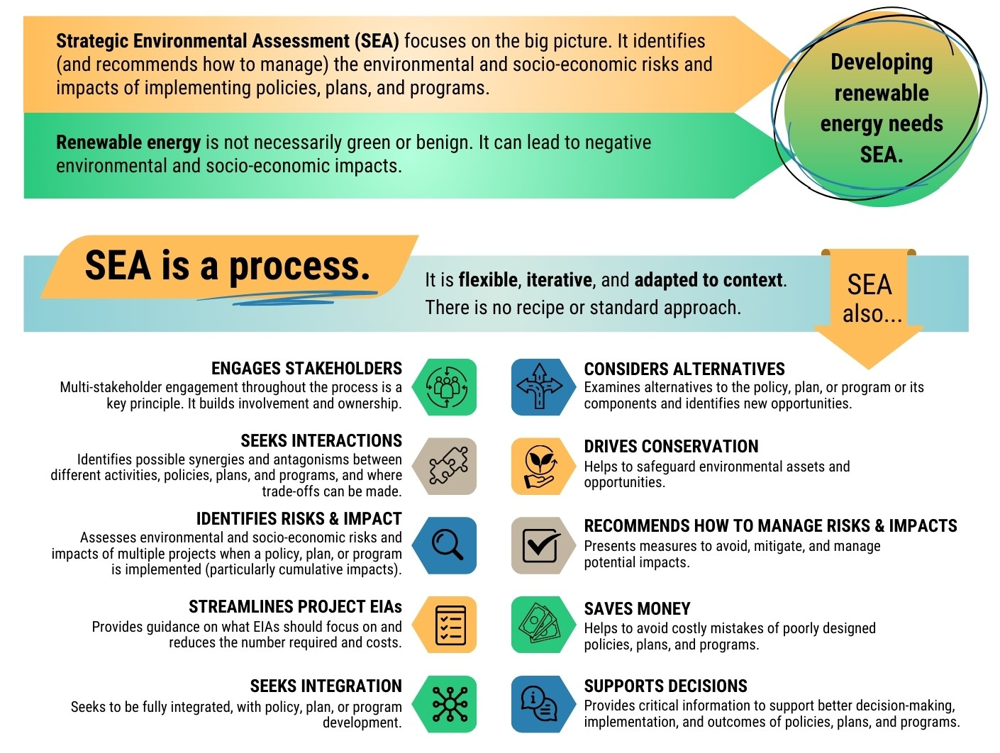 Strategic Environmental Assessment (SEA) focuses on the big picture. It identifies
(and recommends how to manage) the environmental and socio-economic risks and
impacts of implementing policies, plans, and programs.
Renewable energy is not necessarily green or benign. It can lead to negative
environmental and socio-economic impacts.
Developing
renewable
energy needs
SEA.
SEA is a process.
It is flexible, iterative, and adapted to context.
There is no recipe or standard approach.
SEA
also...
ENGAGES STAKEHOLDERS
Multi-stakeholder engagement throughout the process is a
key principle. It builds involvement and ownership.
SEEKS INTERACTIONS
Identifies possible synergies and antagonisms between
different activities, policies, plans, and programs, and where
trade-offs can be made.
IDENTIFIES RISKS & IMPACT
Assesses environmental and socio-economic risks and
impacts of multiple projects when a policy, plan, or program
is implemented (particularly cumulative impacts).
STREAMLINES PROJECT EIAs
Provides guidance on what EIAs should focus on and
reduces the number required and costs.
SEEKS INTEGRATION
Seeks to be fully integrated, with policy, plan, or program
development.
CONSIDERS ALTERNATIVES
Examines alternatives to the policy, plan, or program or its
components and identifies new opportunities.
DRIVES CONSERVATION
Helps to safeguard environmental assets and
opportunities.
RECOMMENDS HOW TO MANAGE RISKS & IMPACTS
Presents measures to avoid, mitigate, and manage
potential impacts.
SAVES MONEY
Helps to avoid costly mistakes of poorly designed
policies, plans, and programs.
SUPPORTS DECISIONS
Provides critical information to support better decision-making,
implementation, and outcomes of policies, plans, and programs.